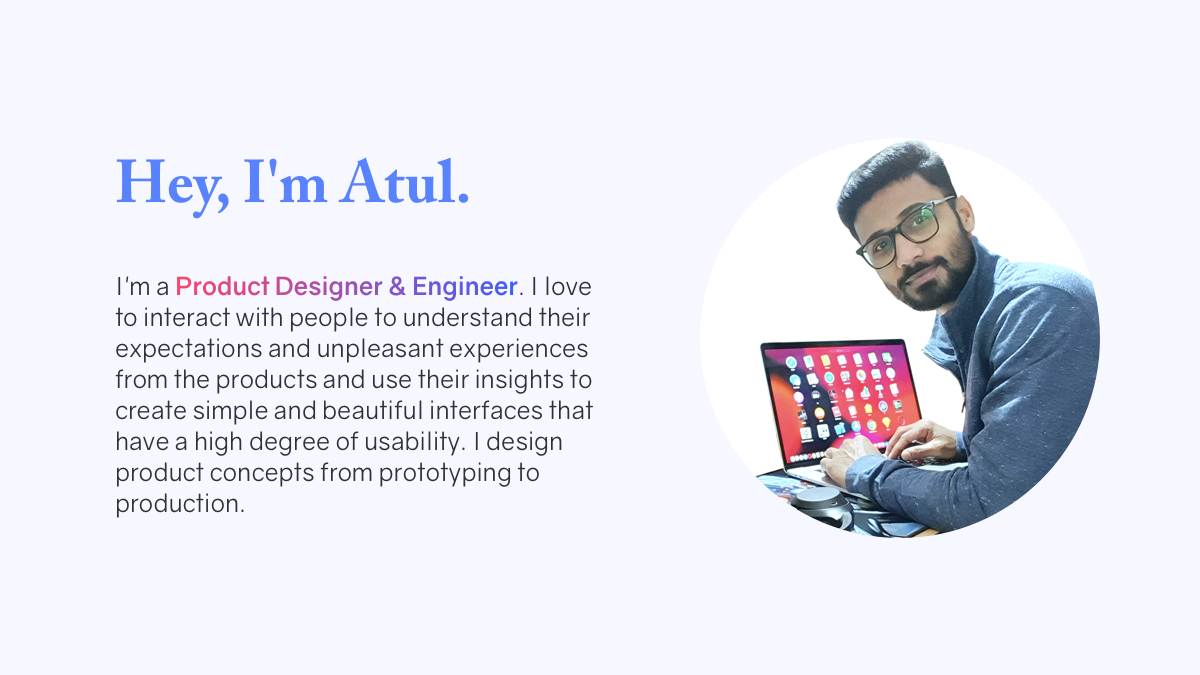 Hey, I'm Atul.
I'm a Product Designer & Engineer. I love
to interact with people to understand their
expectations and unpleasant experiences
from the products and use their insights to
create simple and beautiful interfaces that
have a high degree of usability. I design
product concepts from prototyping to
production.